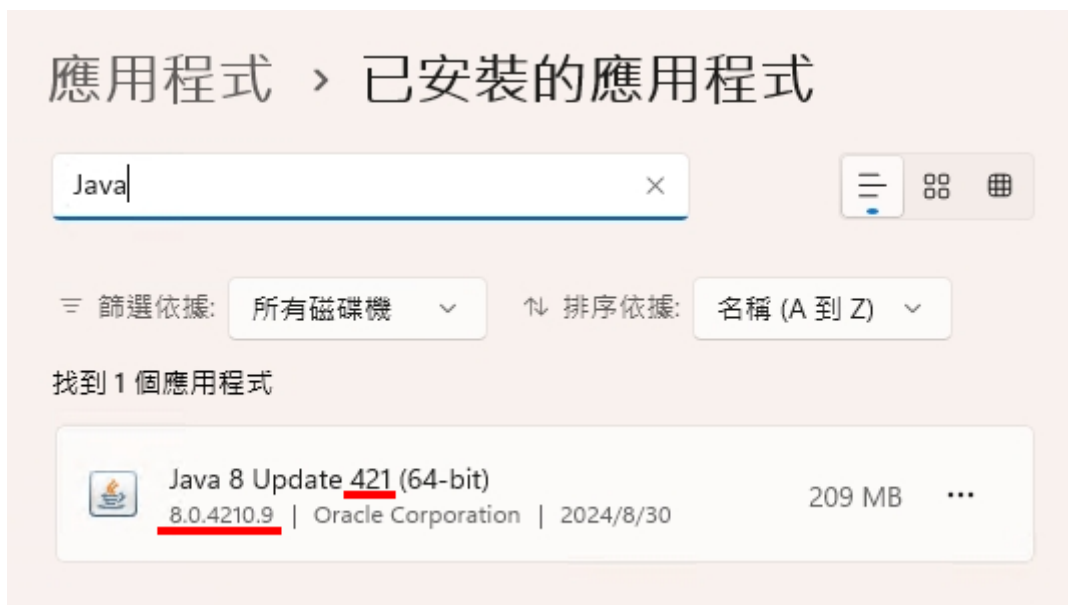 應用程式 › 已安裝的應用程式
Java
篩選依據: 所有磁碟機 排序依據: 名稱 (A 到 Z)
找到 1 個應用程式
Java 8 Update 421 (64-bit)
8.0.4210.9 | Oracle Corporation | 2024/8/30
209 MB